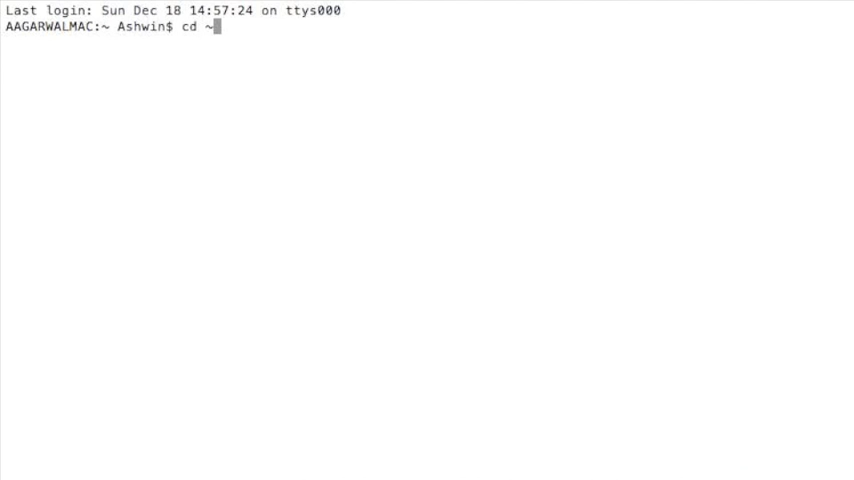 Last login: Sun Dec 18 14:57:24 on ttys000
AAGARWALMAC:~ Ashwin$ cd ~